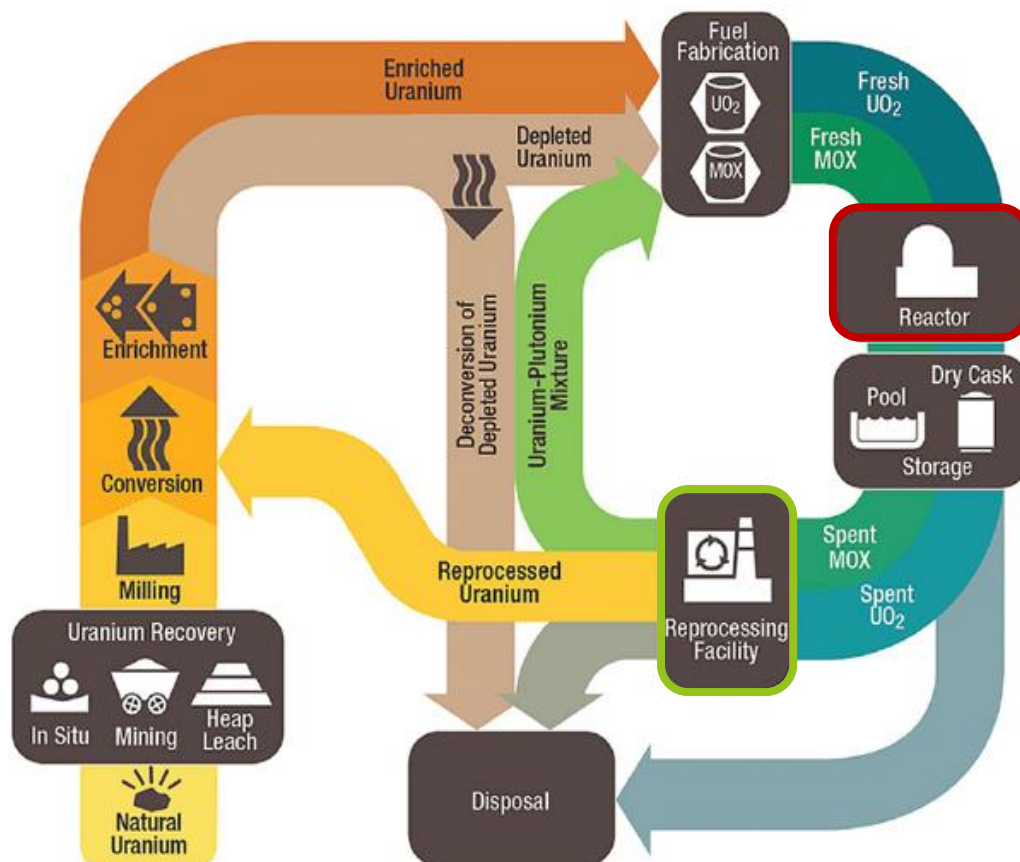 Fuel
Fabrication
UO₂
MOX
Enriched
Uranium
Depleted
Uranium
Fresh
UO₂
Fresh
MOX
Reactor
Enrichment
Deconversion of
Depleted Uranium
Uranium-Plutonium
Mixture
Dry Cask
Pool
Storage
Conversion
Milling
Reprocessed
Uranium
Reprocessing
Facility
Spent
MOX
Spent
UO₂
Uranium Recovery
In Situ
Mining
Heap
Leach
Disposal
Natural
Uranium